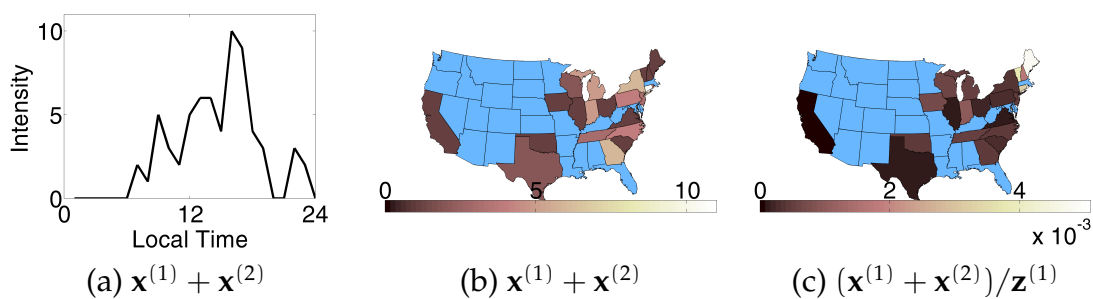 10
5
0
Intensity
0 12 24
Local Time
(a) x⁽¹⁾ + x⁽²⁾
0 5 10
(b) x⁽¹⁾ + x⁽²⁾
0 2 4
x 10⁻³
(c) (x⁽¹⁾ + x⁽²⁾)/z⁽¹⁾